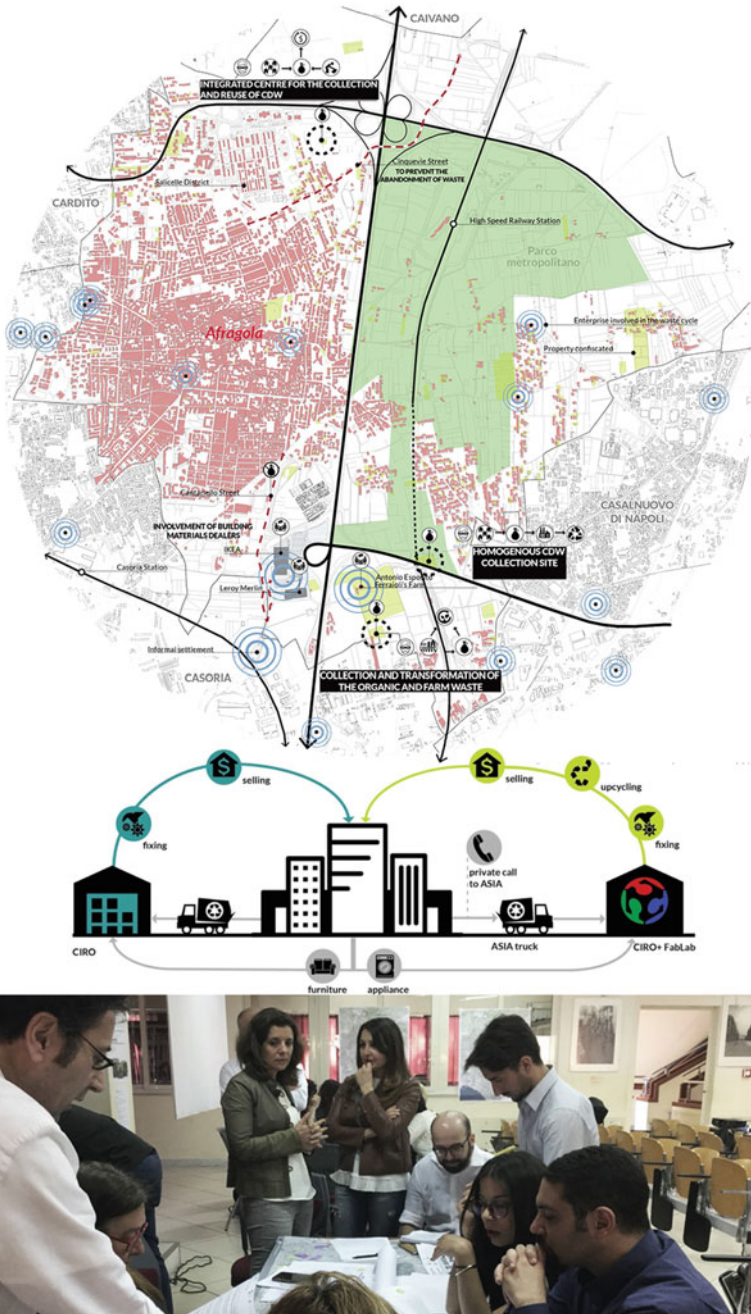 CAIVANO
INTEGRATED CENTRE FOR THE COLLECTION
AND REUSE OF CDW
Cinquevie Street
TO PREVENT THE
ABANDONMENT OF WASTE
Salicelle District
CARDITO
High Speed Railway Station
Parco
metropolitano
Afragola
Enterprise involved in the waste cycle
Property confiscated
Cantariello Street
CASALNUOVO
DI NAPOLI
INVOLVEMENT OF BUILDING
MATERIALS DEALERS
IKEA
HOMOGENOUS CDW
COLLECTION SITE
Casoria Station
Antonio Esposito
Ferraioli's Farm
Leroy Merlin
Informal settlement
CASORIA
COLLECTION AND TRANSFORMATION OF
THE ORGANIC AND FARM WASTE
$
selling
$
selling
upcycling
fixing
fixing
private call
to ASIA
CIRO
ASIA truck
CIRO+ FabLab
furniture
appliance